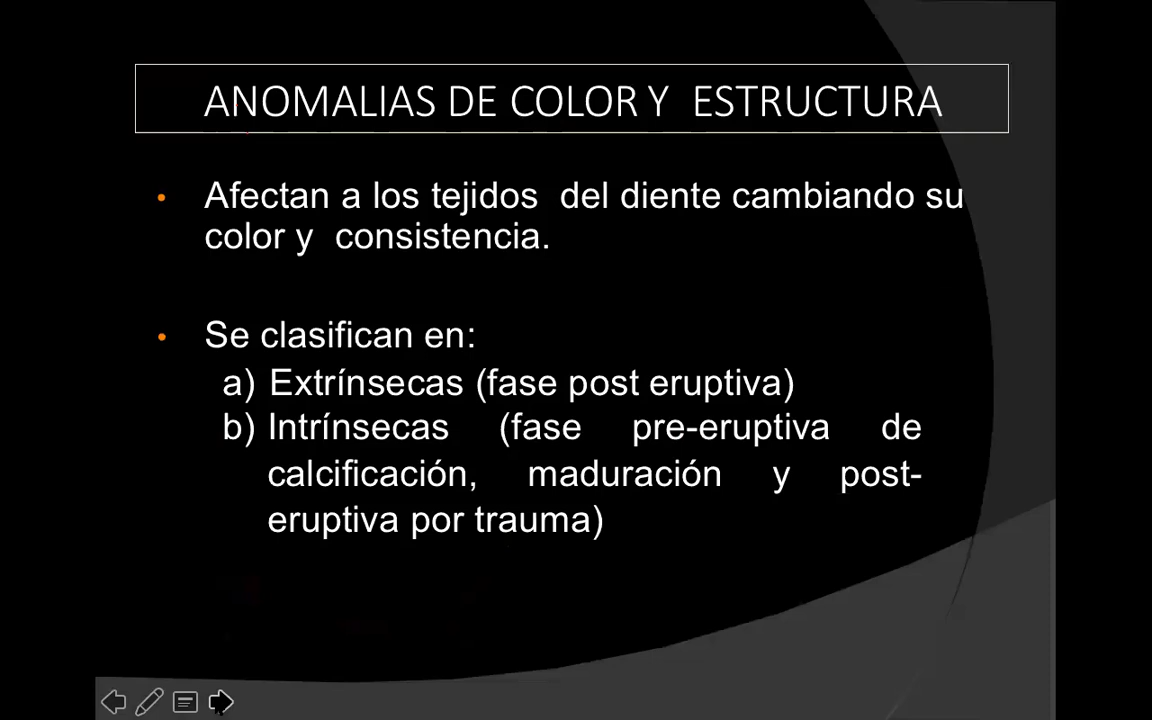 ANOMALIAS DE COLOR Y ESTRUCTURA
• Afectan a los tejidos del diente cambiando su
color y consistencia.
• Se clasifican en:
a) Extrínsecas (fase post eruptiva)
b) Intrínsecas (fase pre-eruptiva de
calcificación, maduración y post-
eruptiva por trauma)